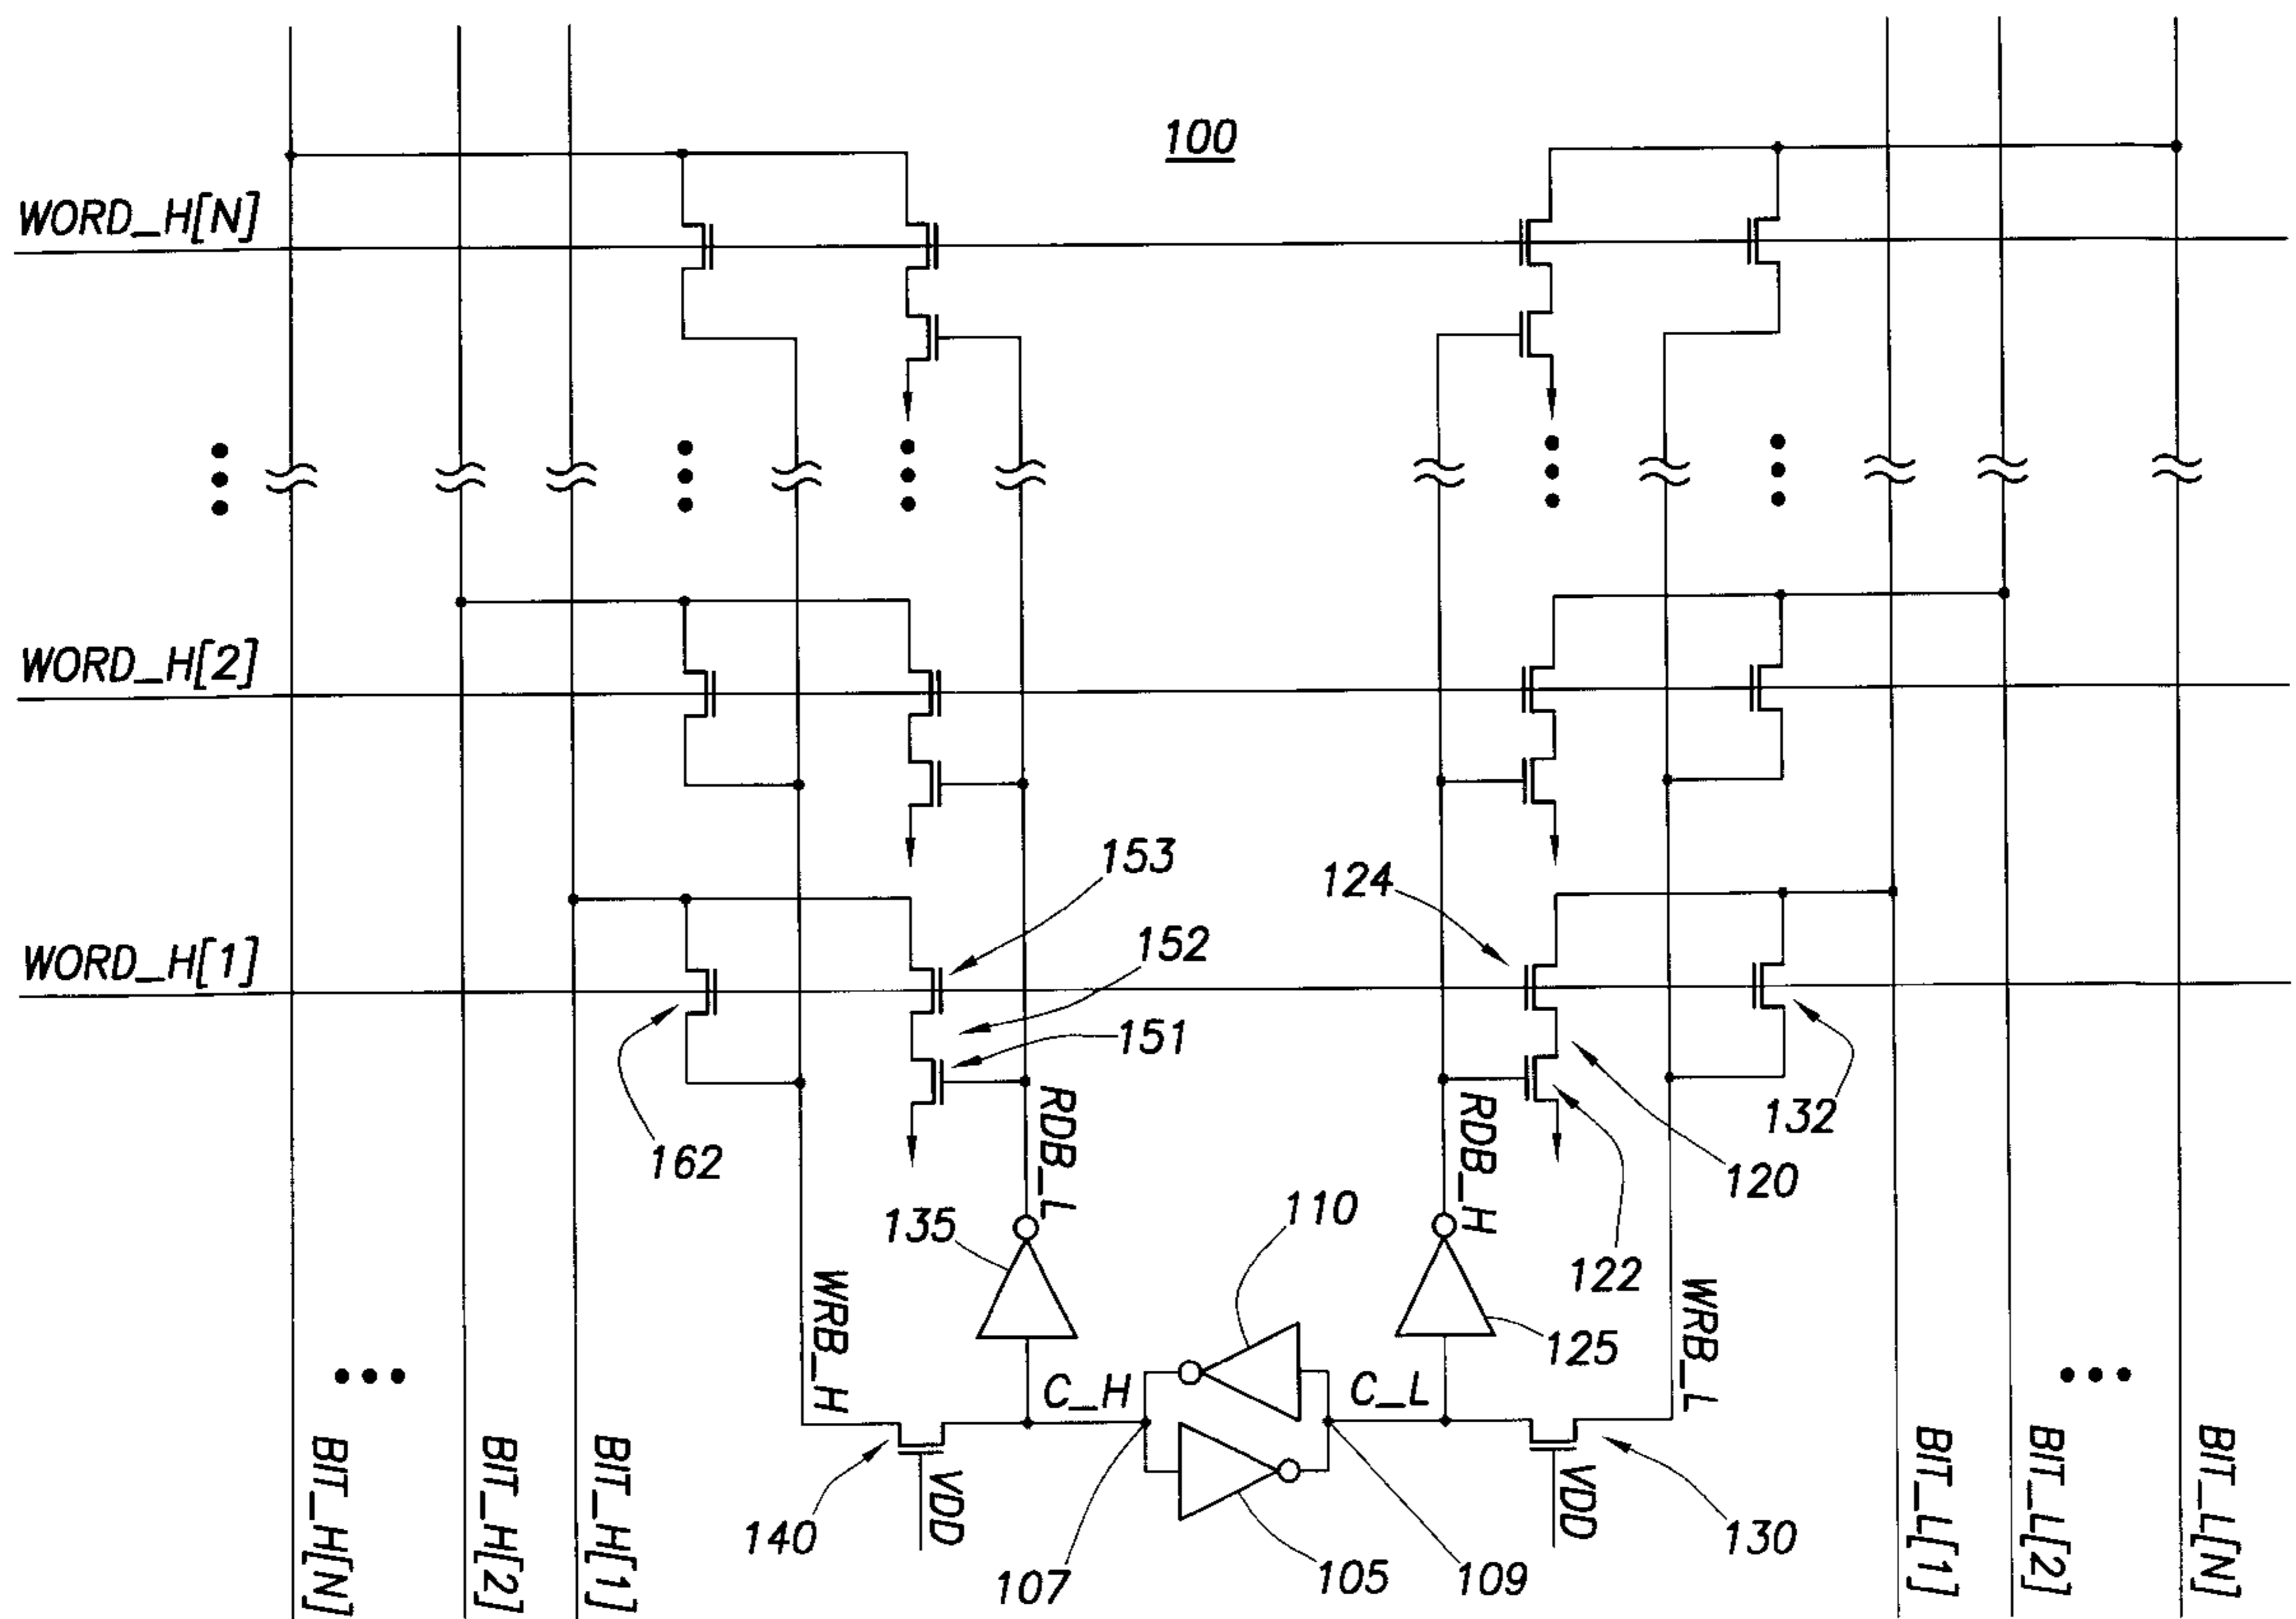 100
WORD_H[N]
WORD_H[2]
153
124
WORD_H[1]
152
151
162
RDB_L
RDB_H
132
120
135
110
122
125
WRB_H
WRB_L
C_H
C_L
140
VDD
107
105
109
VDD
130
BIT_H[N]
BIT_H[2]
BIT_H[1]
BIT_L[1]
BIT_L[2]
BIT_L[N]